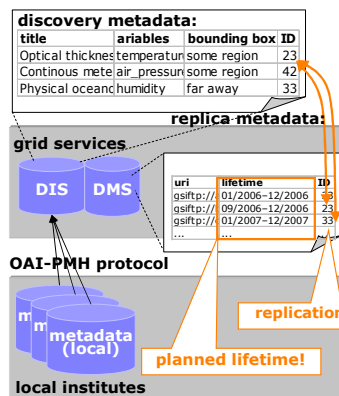 discovery metadata:
title ariables bounding box ID
Optical thicknes temperatur some region 23
Continous mete air_pressur some region 42
Physical oceano humidity far away 33
replica metadata:
grid services
DIS DMS
uri lifetime ID
gsiftp:// 01/2006–12/2006
gsiftp:// 09/2006–12/2006 23
gsiftp:// 01/2007–12/2007 33
... ...
OAI-PMH protocol
replication
metadata
(local)
planned lifetime!
local institutes